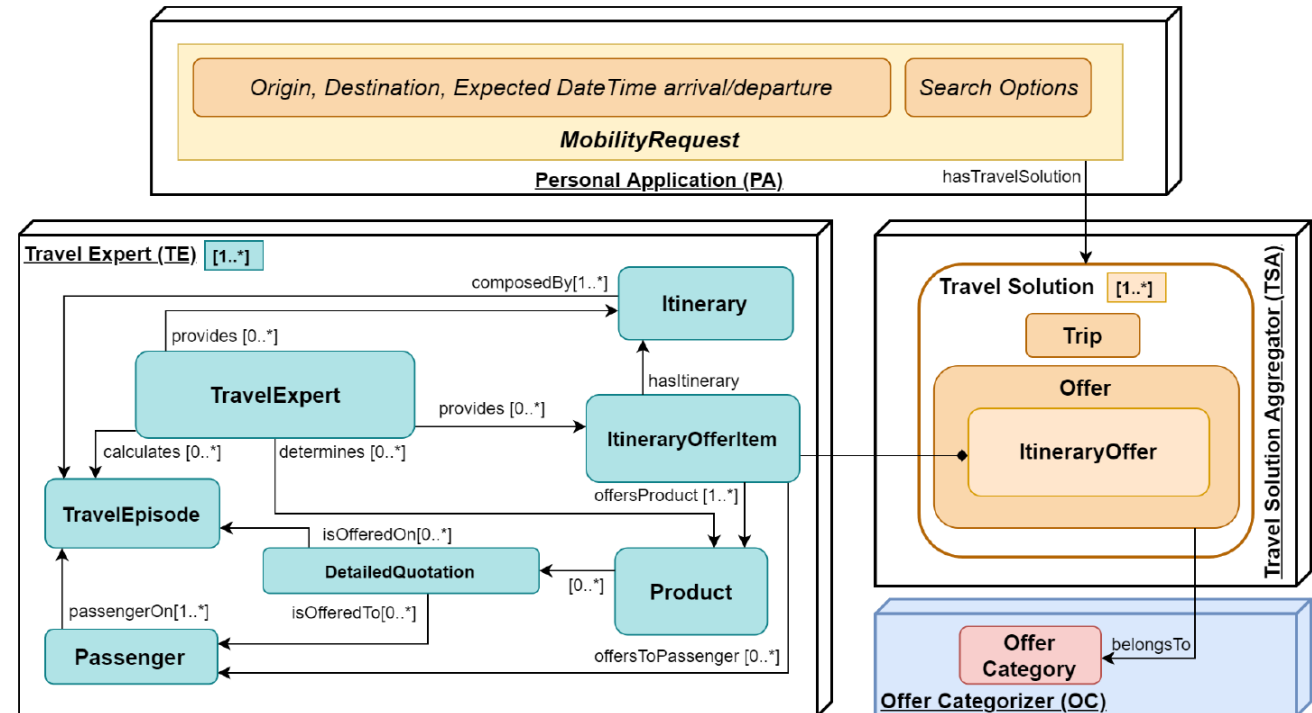 Origin, Destination, Expected DateTime arrival/departure
Search Options
MobilityRequest
Personal Application (PA)
hasTravelSolution
Travel Expert (TE)
[1..*]
composedBy[1..*]
Itinerary
provides [0..*]
hasItinerary
TravelExpert
provides [0..*]
ItineraryOfferItem
calculates [0..*]
determines [0..*]
offersProduct [1..*]
TravelEpisode
isOfferedOn[0..*]
DetailedQuotation
[0..*]
Product
passengerOn[1..*]
isOfferedTo[0..*]
Passenger
offersToPassenger [0..*]
Travel Solution
[1..*]
Trip
Offer
ItineraryOffer
Travel Solution Aggregator (TSA)
Offer
Category
belongsTo
Offer Categorizer (OC)